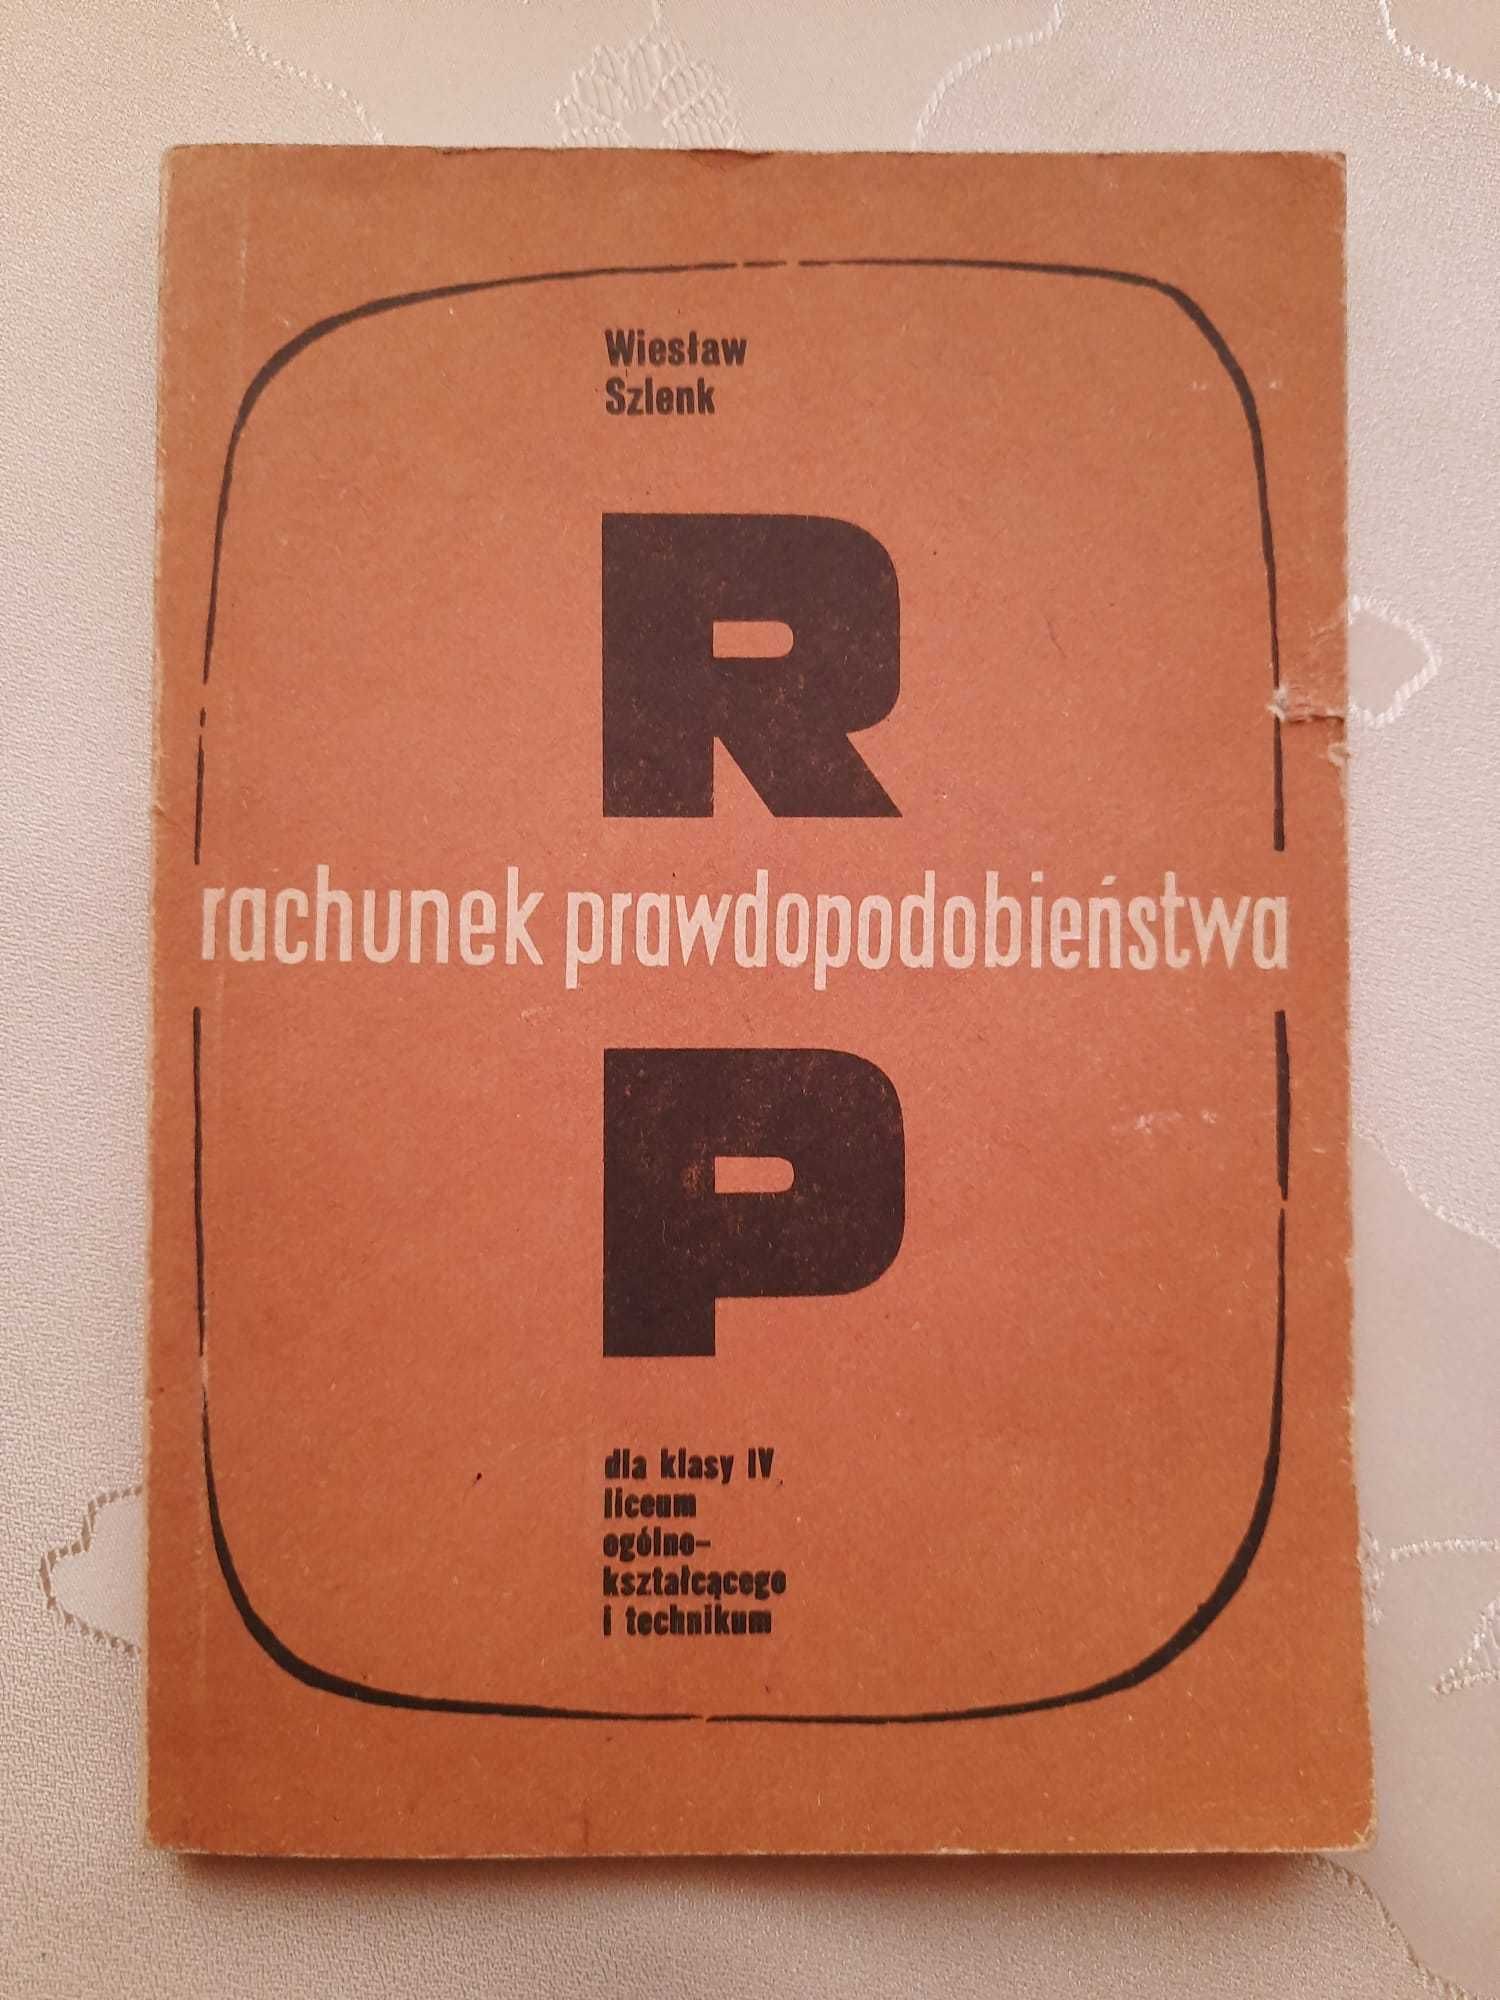 Wiesław
Szlenk
R
rachunek prawdopodobieństwa
P
dla klasy IV
liceum
ogólno-
kształcącego
i technikum